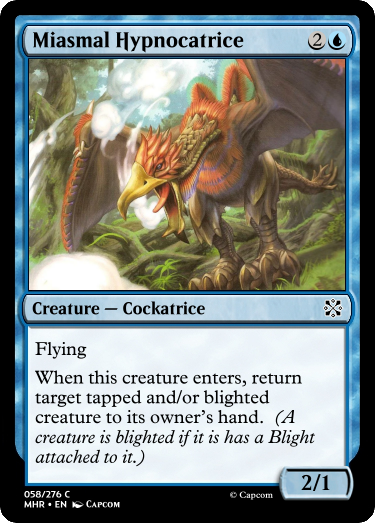 Miasmal Hypnocatrice 2
Creature — Cockatrice
Flying
When this creature enters, return
target tapped and/or blighted
creature to its owner's hand. (A
creature is blighted if it is has a Blight
attached to it.)
2/1
058/276 C
MHR • EN Capcom
© Capcom